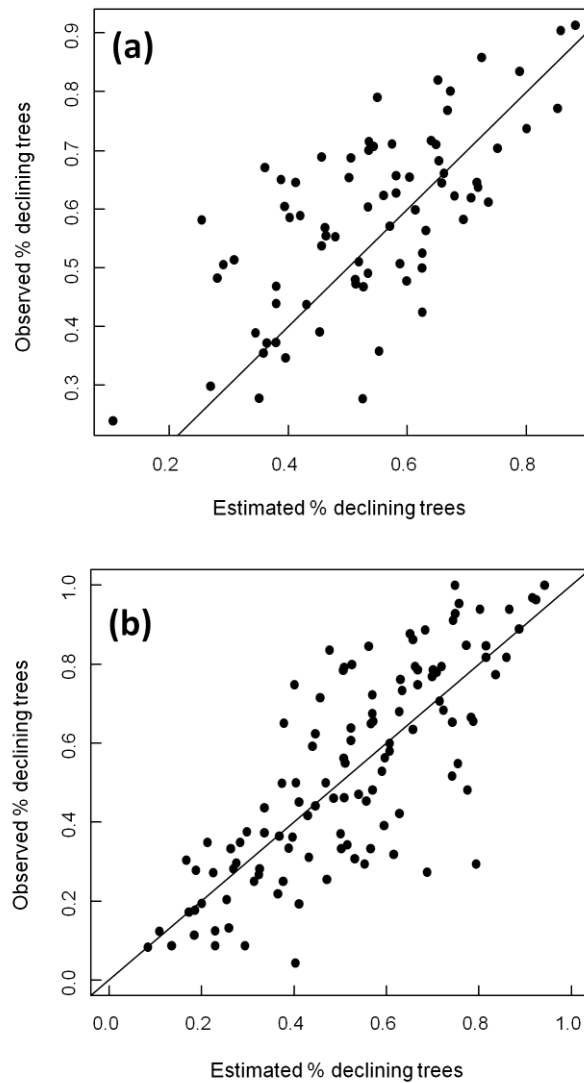 (a)
Observed % declining trees
0.9
0.8
0.7
0.6
0.5
0.4
0.3
0.2 0.4 0.6 0.8
Estimated % declining trees
(b)
Observed % declining trees
1.0
0.8
0.6
0.4
0.2
0.0
0.0 0.2 0.4 0.6 0.8 1.0
Estimated % declining trees